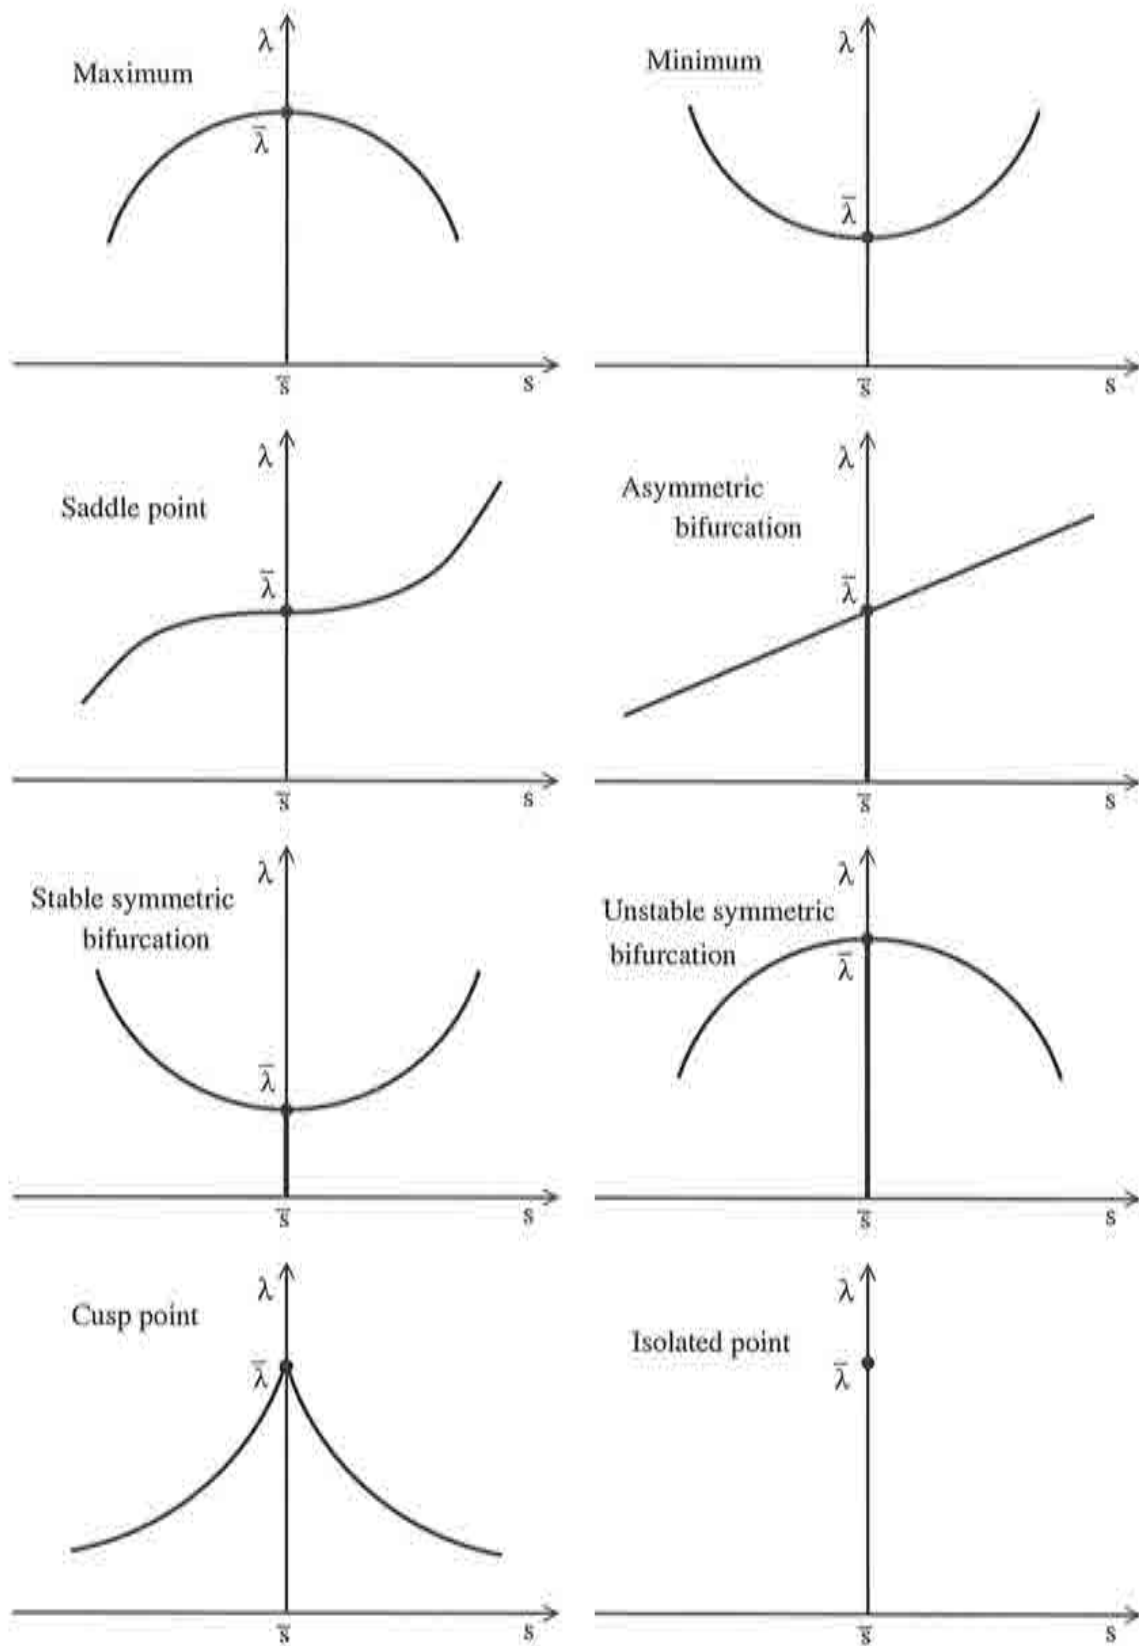 λ
Maximum
λ̄
s̄
s
λ
Minimum
λ̄
s̄
s
λ
Saddle point
λ̄
s̄
s
λ
Asymmetric
bifurcation
λ̄
s̄
s
λ
Stable symmetric
bifurcation
λ̄
s̄
s
λ
Unstable symmetric
bifurcation
λ̄
s̄
s
λ
Cusp point
λ̄
s̄
s
λ
Isolated point
λ̄
s̄
s